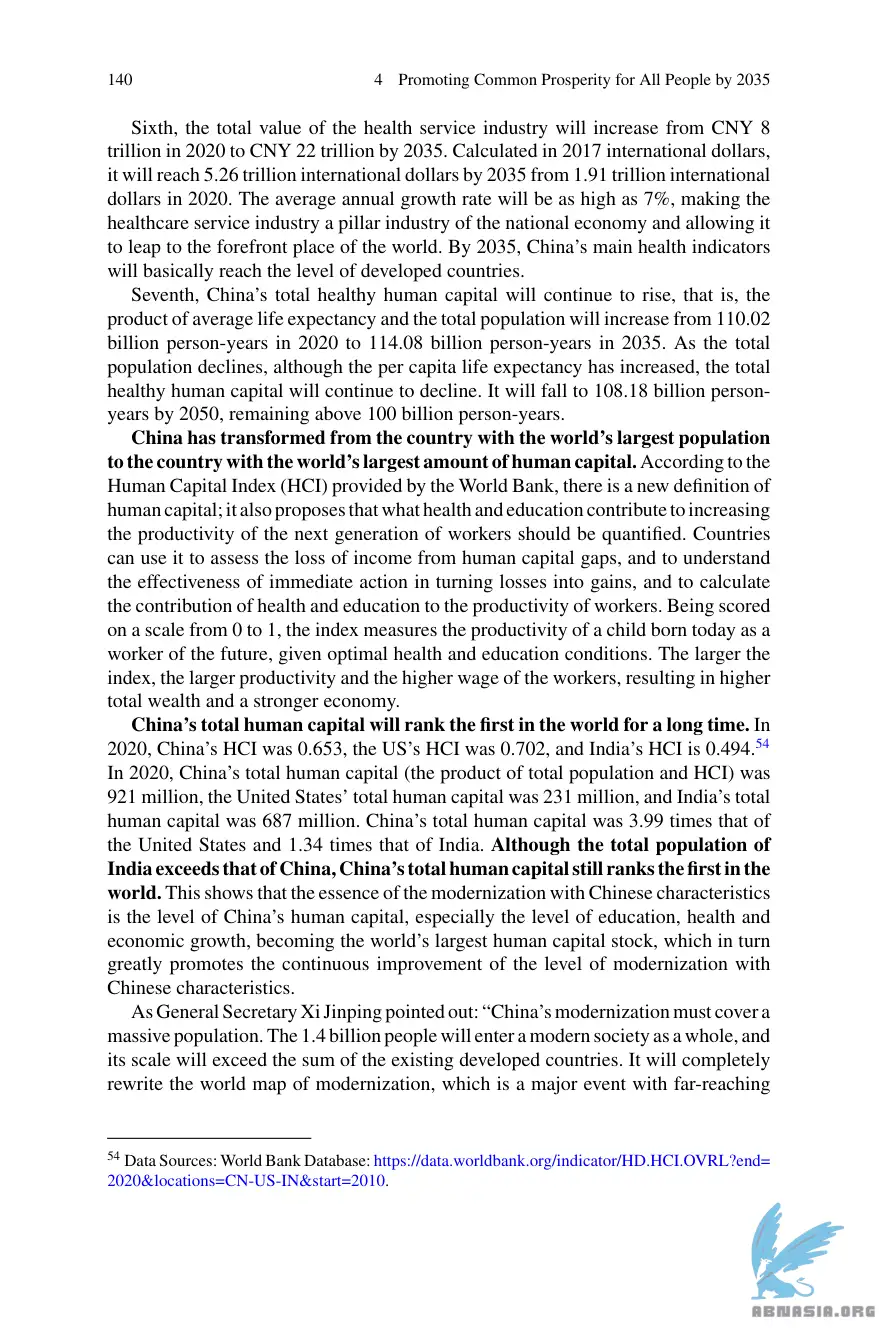 140 4 Promoting Common Prosperity for All People by 2035
Sixth, the total value of the health service industry will increase from CNY 8
trillion in 2020 to CNY 22 trillion by 2035. Calculated in 2017 international dollars,
it will reach 5.26 trillion international dollars by 2035 from 1.91 trillion international
dollars in 2020. The average annual growth rate will be as high as 7%, making the
healthcare service industry a pillar industry of the national economy and allowing it
to leap to the forefront place of the world. By 2035, China’s main health indicators
will basically reach the level of developed countries.
Seventh, China’s total healthy human capital will continue to rise, that is, the
product of average life expectancy and the total population will increase from 110.02
billion person-years in 2020 to 114.08 billion person-years in 2035. As the total
population declines, although the per capita life expectancy has increased, the total
healthy human capital will continue to decline. It will fall to 108.18 billion person-
years by 2050, remaining above 100 billion person-years.
China has transformed from the country with the world’s largest population
to the country with the world’s largest amount of human capital. According to the
Human Capital Index (HCI) provided by the World Bank, there is a new definition of
human capital; it also proposes that what health and education contribute to increasing
the productivity of the next generation of workers should be quantified. Countries
can use it to assess the loss of income from human capital gaps, and to understand
the effectiveness of immediate action in turning losses into gains, and to calculate
the contribution of health and education to the productivity of workers. Being scored
on a scale from 0 to 1, the index measures the productivity of a child born today as a
worker of the future, given optimal health and education conditions. The larger the
index, the larger productivity and the higher wage of the workers, resulting in higher
total wealth and a stronger economy.
China’s total human capital will rank the first in the world for a long time. In
2020, China’s HCI was 0.653, the US’s HCI was 0.702, and India’s HCI is 0.494.54
In 2020, China’s total human capital (the product of total population and HCI) was
921 million, the United States’ total human capital was 231 million, and India’s total
human capital was 687 million. China’s total human capital was 3.99 times that of
the United States and 1.34 times that of India. Although the total population of
India exceeds that of China, China’s total human capital still ranks the first in the
world. This shows that the essence of the modernization with Chinese characteristics
is the level of China’s human capital, especially the level of education, health and
economic growth, becoming the world’s largest human capital stock, which in turn
greatly promotes the continuous improvement of the level of modernization with
Chinese characteristics.
As General Secretary Xi Jinping pointed out: “China’s modernization must cover a
massive population. The 1.4 billion people will enter a modern society as a whole, and
its scale will exceed the sum of the existing developed countries. It will completely
rewrite the world map of modernization, which is a major event with far-reaching
54 Data Sources: World Bank Database: https://data.worldbank.org/indicator/HD.HCI.OVRL?end=
2020&locations=CN-US-IN&start=2010.
ABNASIA.ORG